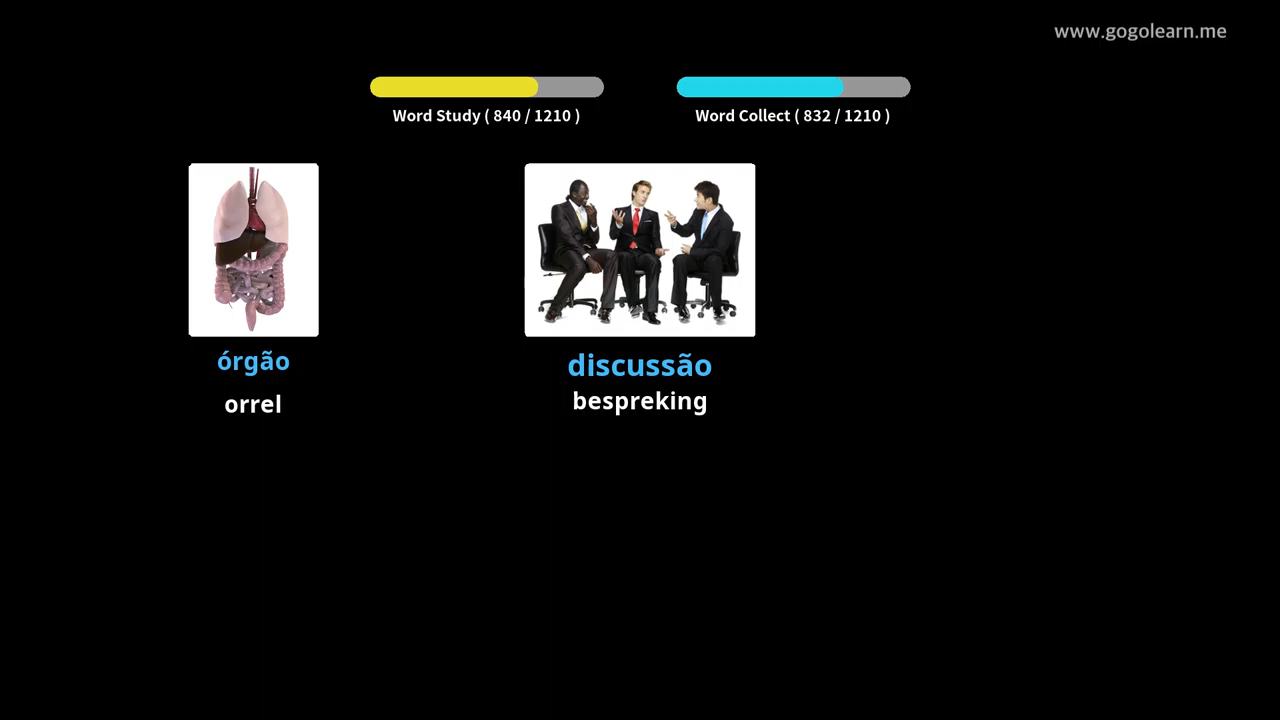 www.gogolearn.me
Word Study ( 840 / 1210 )
Word Collect ( 832 / 1210 )
órgão
orrel
discussão
bespreking